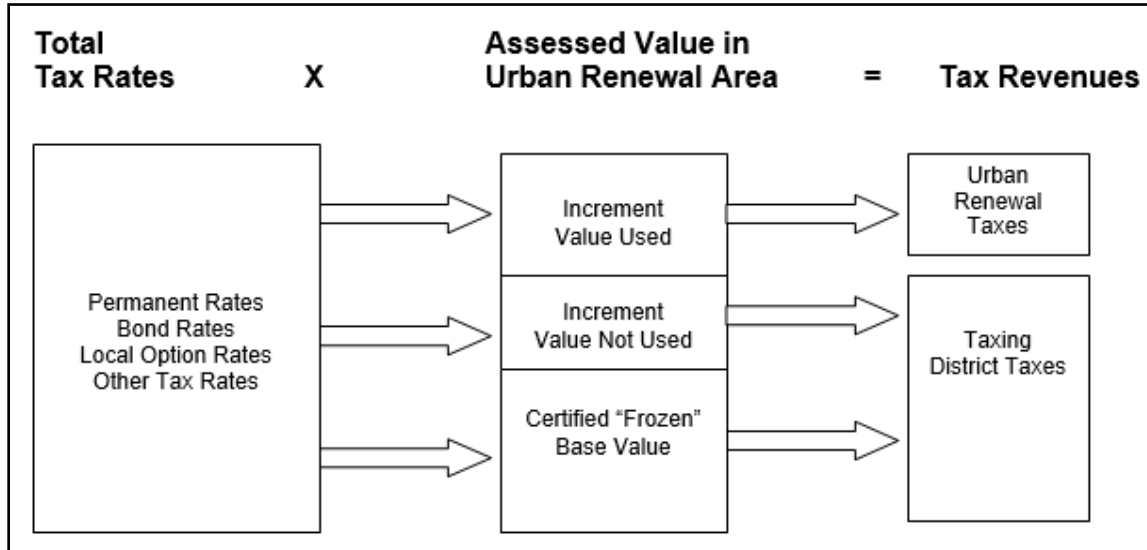 Total
Tax Rates X
Assessed Value in
Urban Renewal Area = Tax Revenues
Permanent Rates
Bond Rates
Local Option Rates
Other Tax Rates
Increment
Value Used
Increment
Value Not Used
Certified “Frozen”
Base Value
Urban
Renewal
Taxes
Taxing
District Taxes